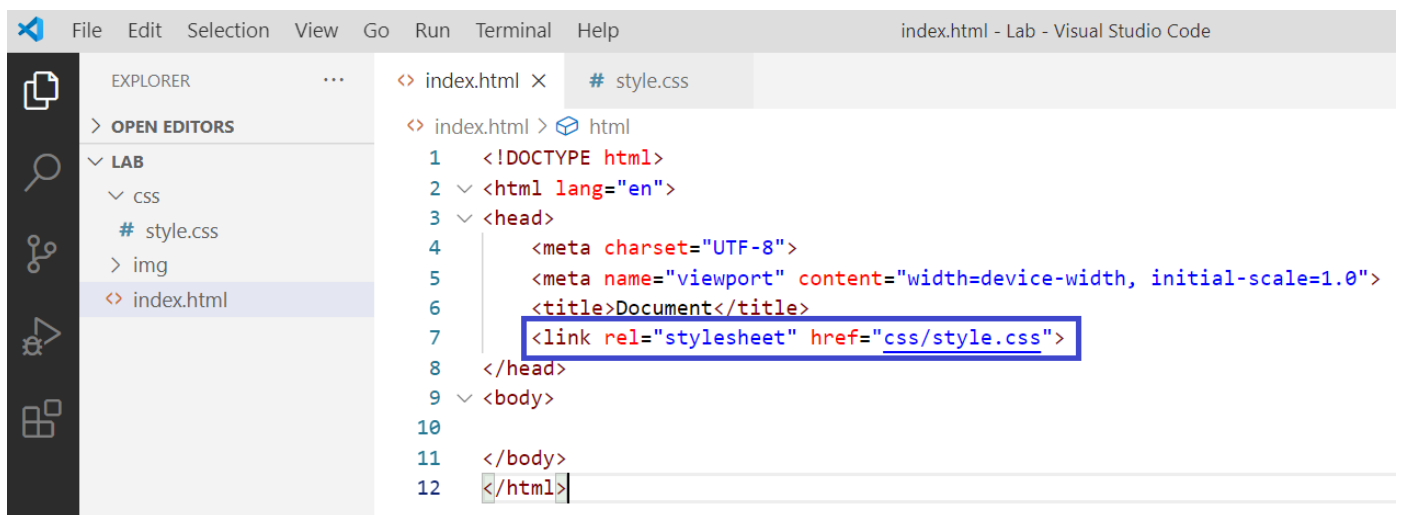 File Edit Selection View Go Run Terminal Help index.html - Lab - Visual Studio Code
EXPLORER ···
OPEN EDITORS
LAB
css
# style.css
img
<> index.html
<> index.html # style.css
<> index.html > html
1 <!DOCTYPE html>
2 <html lang="en">
3 <head>
4 <meta charset="UTF-8">
5 <meta name="viewport" content="width=device-width, initial-scale=1.0">
6 <title>Document</title>
7 <link rel="stylesheet" href="css/style.css">
8 </head>
9 <body>
10
11 </body>
12 </html>